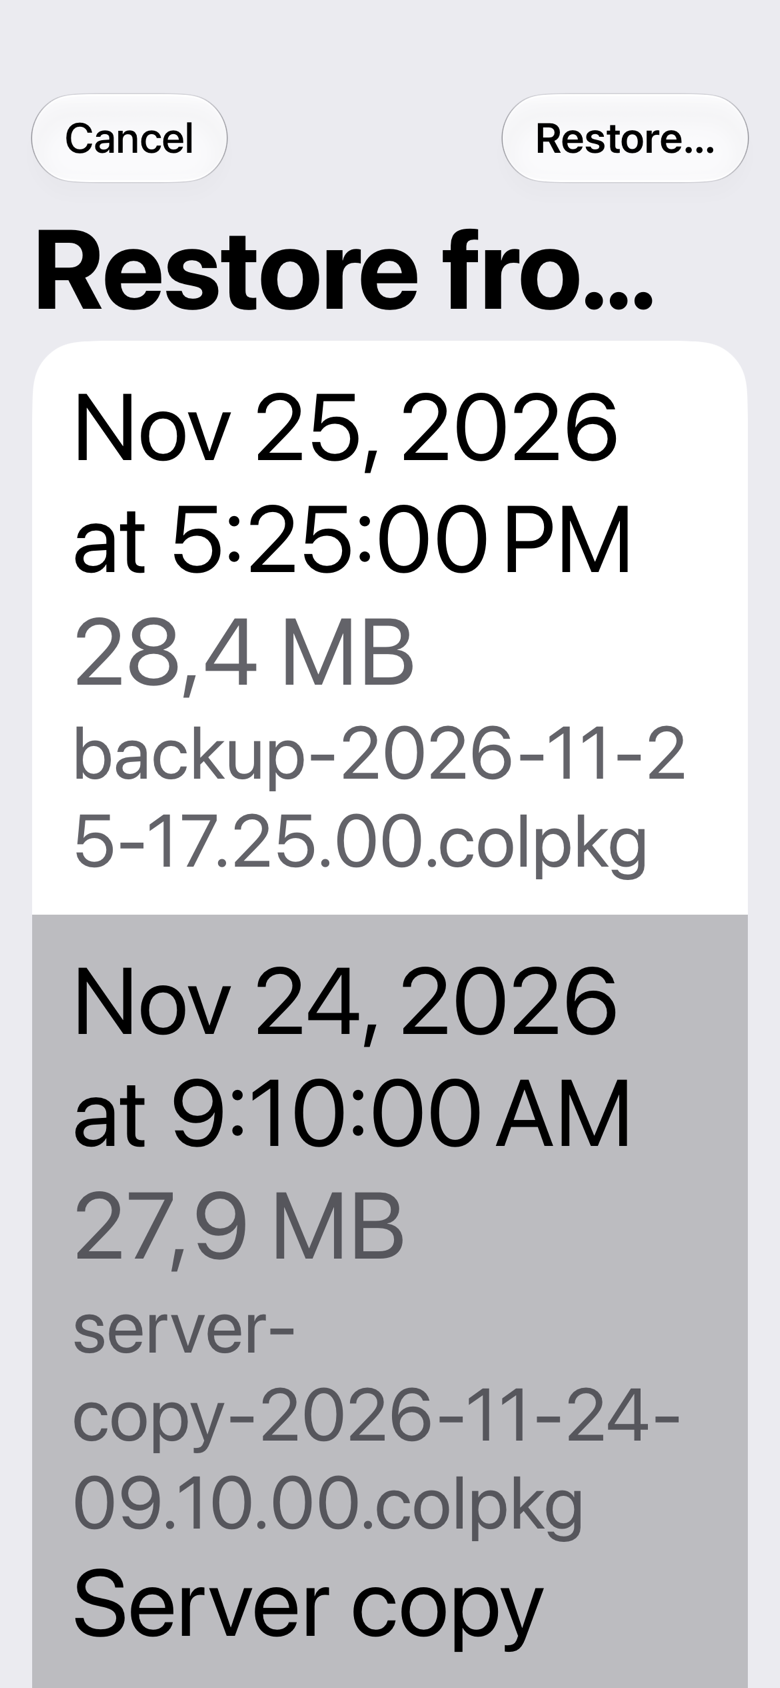 Cancel
Restore...
Restore fro...
Nov 25, 2026
at 5:25:00 PM
28,4 MB
backup-2026-11-2
5-17.25.00.colpkg
Nov 24, 2026
at 9:10:00 AM
27,9 MB
server-
copy-2026-11-24-
09.10.00.colpkg
Server copy